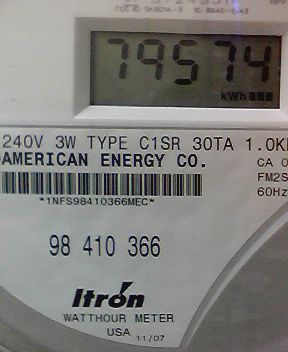 79574
kWh
240V 3W TYPE C1SR 30TA 1.0K
AMERICAN ENERGY CO.
CA 0
FM2S
60Hz
*1NFS98410366MEC*
98 410 366
Itron
WATTHOUR METER
USA 11/07